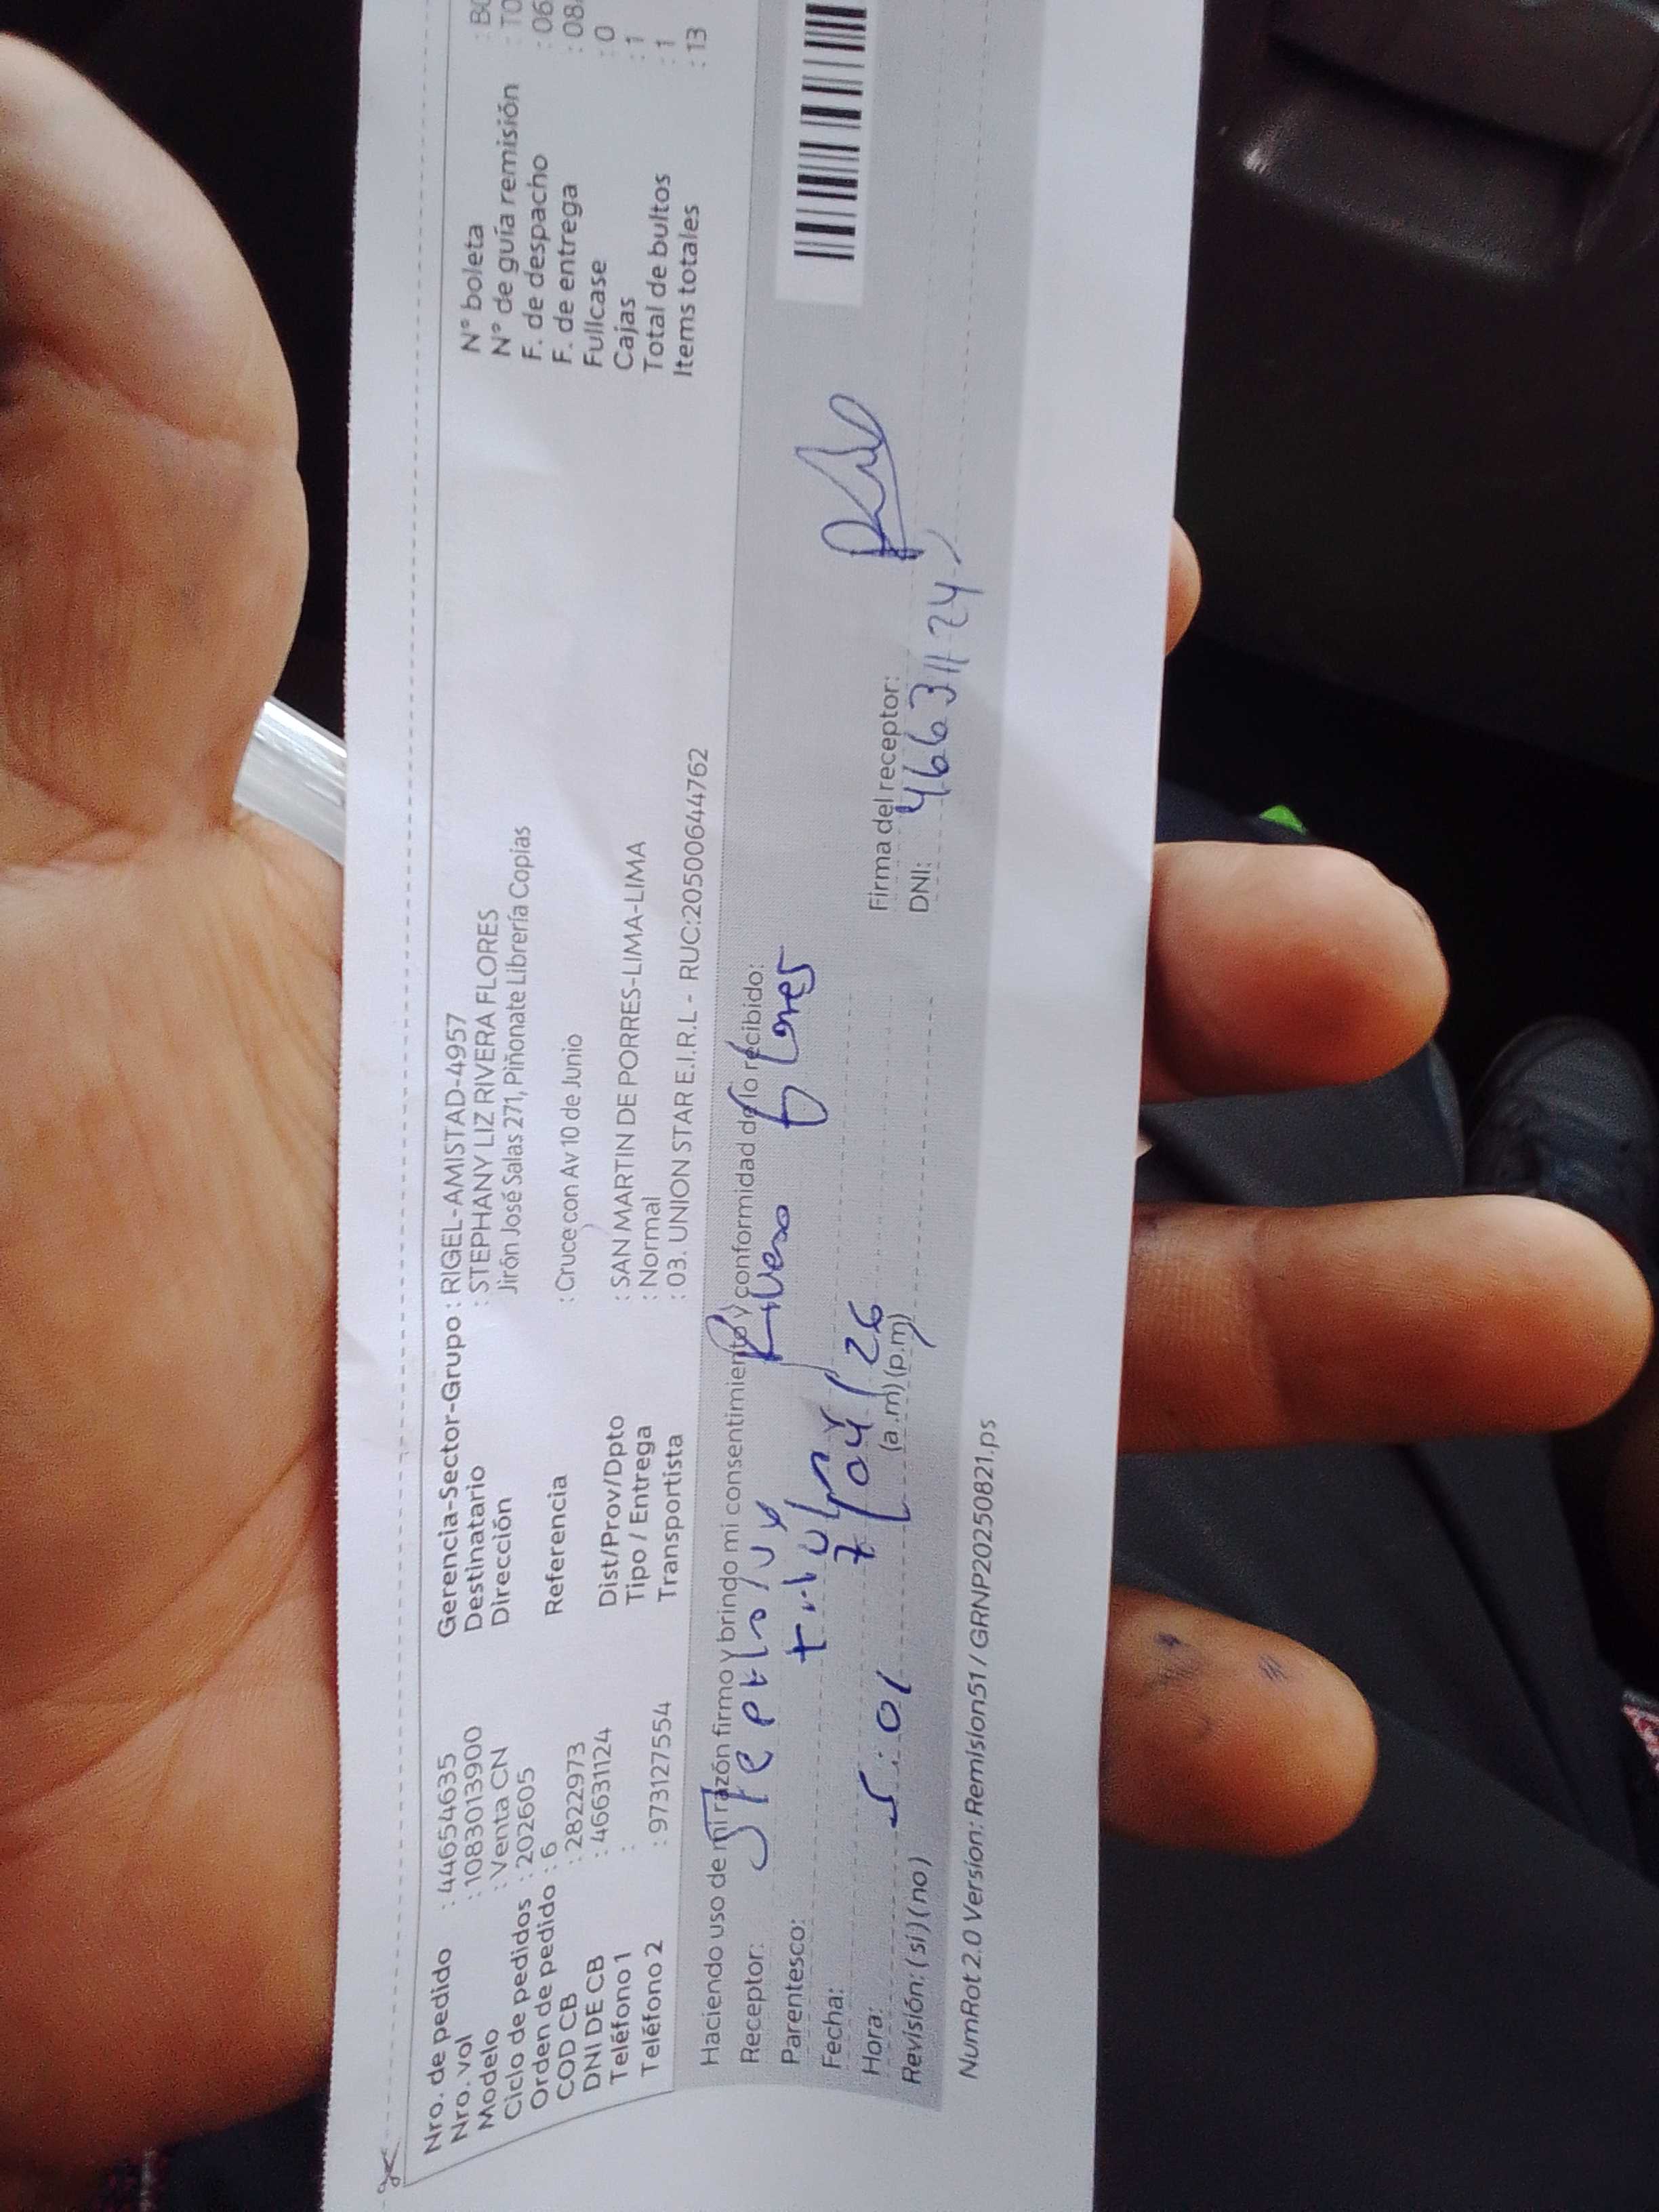 Nro. de pedido : 44654635
Nro. vol : 1083013900
Modelo : Venta CN
Ciclo de pedidos : 202605
Orden de pedido : 6
COD CB : 2822973
DNI DE CB : 46631124
Teléfono 1 :
Teléfono 2 : 973127554
Gerencia-Sector-Grupo : RIGEL-AMISTAD-4957
Destinatario : STEPHANY LIZ RIVERA FLORES
Dirección Jirón José Salas 271, Piñonate Librería Copias
Referencia : Cruce con Av 10 de Junio
Dist/Prov/Dpto : SAN MARTIN DE PORRES-LIMA-LIMA
Tipo / Entrega : Normal
Transportista : 03. UNION STAR E.I.R.L - RUC:20500644762
N° boleta : B
N° de guía remisión : T0
F. de despacho : 06
F. de entrega : 08
Fullcase : 0
Cajas : 1
Total de bultos : 1
Items totales : 13
Haciendo uso de mi razón firmo y brindo mi consentimiento y conformidad de lo recibido:
Receptor: Rivera Flores
Parentesco: titular
Fecha: 7/04/26
Hora: 5:01 (a.m) (p.m)
Revisión: (si) (no)
Firma del receptor:
DNI: 46631124
NumRot 2.0 Version: Remision51 / GRNP20250821.ps